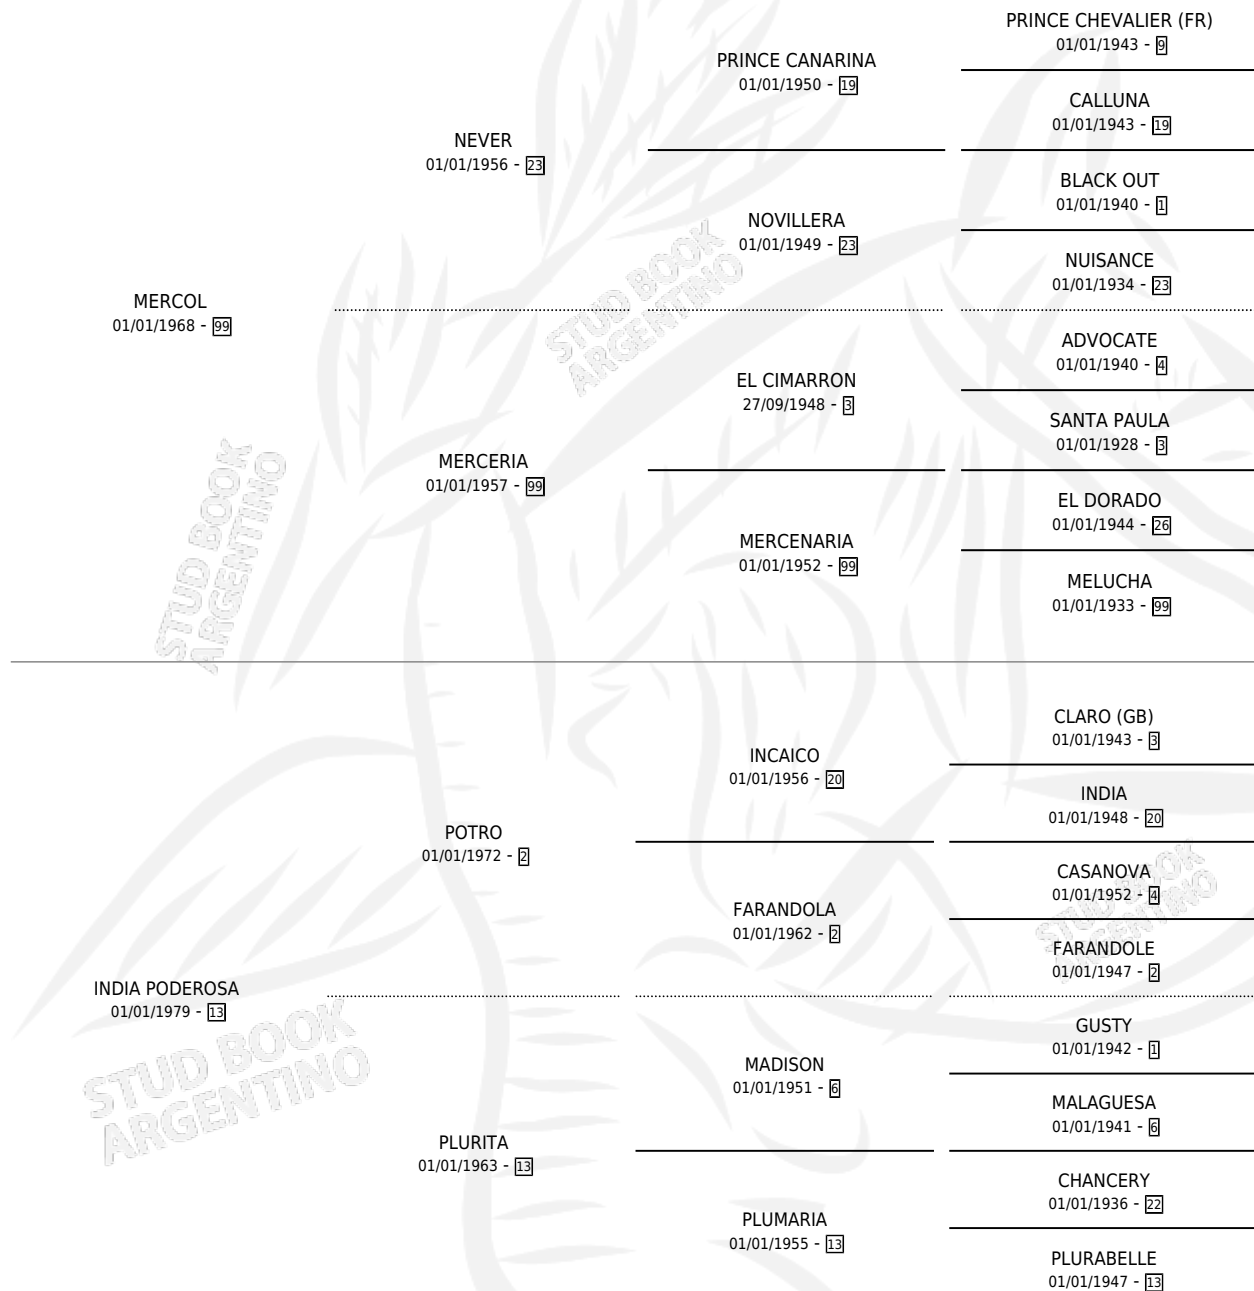 PRINCE CHEVALIER (FR)
01/01/1943 - 9
PRINCE CANARINA
01/01/1950 - 19
CALLUNA
01/01/1943 - 19
NEVER
01/01/1956 - 23
BLACK OUT
01/01/1940 - 1
NOVILLERA
01/01/1949 - 23
NUISANCE
01/01/1934 - 23
MERCOL
01/01/1968 - 99
STUD BOOK
ARGENTINO
ADVOCATE
01/01/1940 - 4
EL CIMARRON
27/09/1948 - 3
SANTA PAULA
01/01/1928 - 3
MERCERIA
01/01/1957 - 99
EL DORADO
01/01/1944 - 26
MERCENARIA
01/01/1952 - 99
MELUCHA
01/01/1933 - 99
STUD BOOK
ARGENTINO
CLARO (GB)
01/01/1943 - 3
INCAICO
01/01/1956 - 20
INDIA
01/01/1948 - 20
POTRO
01/01/1972 - 2
CASANOVA
01/01/1952 - 4
FARANDOLA
01/01/1962 - 2
FARANDOLE
01/01/1947 - 2
STUD BOOK
ARGENTINO
INDIA PODEROSA
01/01/1979 - 13
STUD BOOK
ARGENTINO
GUSTY
01/01/1942 - 1
MADISON
01/01/1951 - 6
MALAGUESA
01/01/1941 - 6
PLURITA
01/01/1963 - 13
CHANCERY
01/01/1936 - 22
PLUMARIA
01/01/1955 - 13
PLURABELLE
01/01/1947 - 13